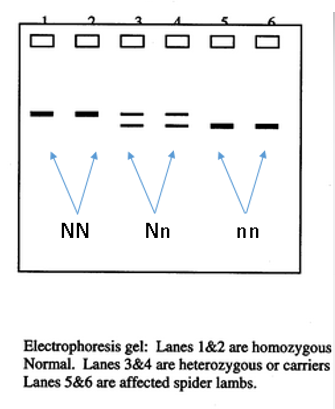 1 2 3 4 5 6
NN Nn nn
Electrophoresis gel: Lanes 1&2 are homozygous
Normal. Lanes 3&4 are heterozygous or carriers
Lanes 5&6 are affected spider lambs.